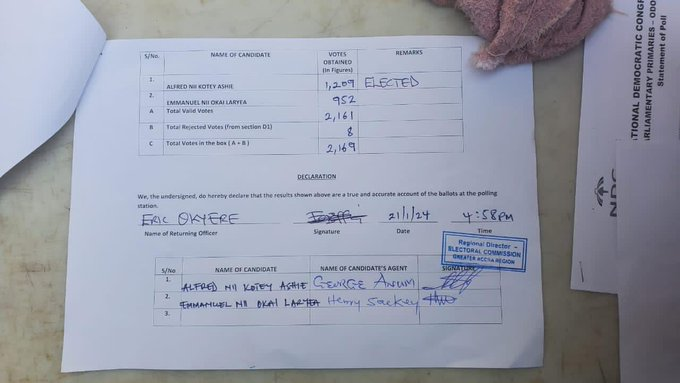 S/No. NAME OF CANDIDATE VOTES OBTAINED (In Figures) REMARKS
1. ALFRED NII KOTEY ASHIE 1,209 ELECTED
2. EMMANUEL NII OKAI LARYEA 952
A Total Valid Votes 2,161
B Total Rejected Votes (from section D1) 8
C Total Votes in the box ( A + B ) 2,169
DECLARATION
We, the undersigned, do hereby declare that the results shown above are a true and accurate account of the ballots at the polling
station.
ERIC OKYERE 21/1/24 4:58PM
Name of Returning Officer Signature Date Time
Regional Director –
ELECTORAL COMMISSION
GREATER ACCRA REGION
S/No NAME OF CANDIDATE NAME OF CANDIDATE'S AGENT SIGNATURE
1. ALFRED NII KOTEY ASHIE GEORGE ANUM
2. EMMANUEL NII OKAI LARYEA Henry Sackey
3.
NATIONAL DEMOCRATIC CONG
PARLIAMENTARY PRIMARIES – ODO
Statement of Poll
NDC